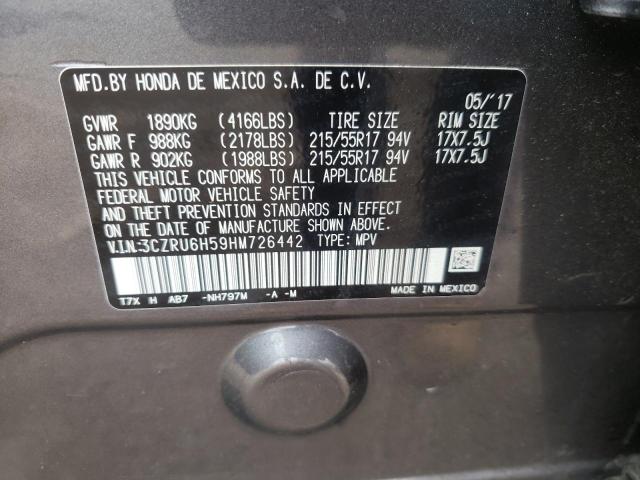 MFD.BY HONDA DE MEXICO S.A. DE C.V.
05/'17
GVWR 1890KG (4166LBS) TIRE SIZE RIM SIZE
GAWR F 988KG (2178LBS) 215/55R17 94V 17X7.5J
GAWR R 902KG (1988LBS) 215/55R17 94V 17X7.5J
THIS VEHICLE CONFORMS TO ALL APPLICABLE
FEDERAL MOTOR VEHICLE SAFETY
AND THEFT PREVENTION STANDARDS IN EFFECT
ON THE DATE OF MANUFACTURE SHOWN ABOVE.
V.I.N:3CZRU6H59HM726442 TYPE: MPV
T7X H AB7 -NH797M -A -M MADE IN MEXICO